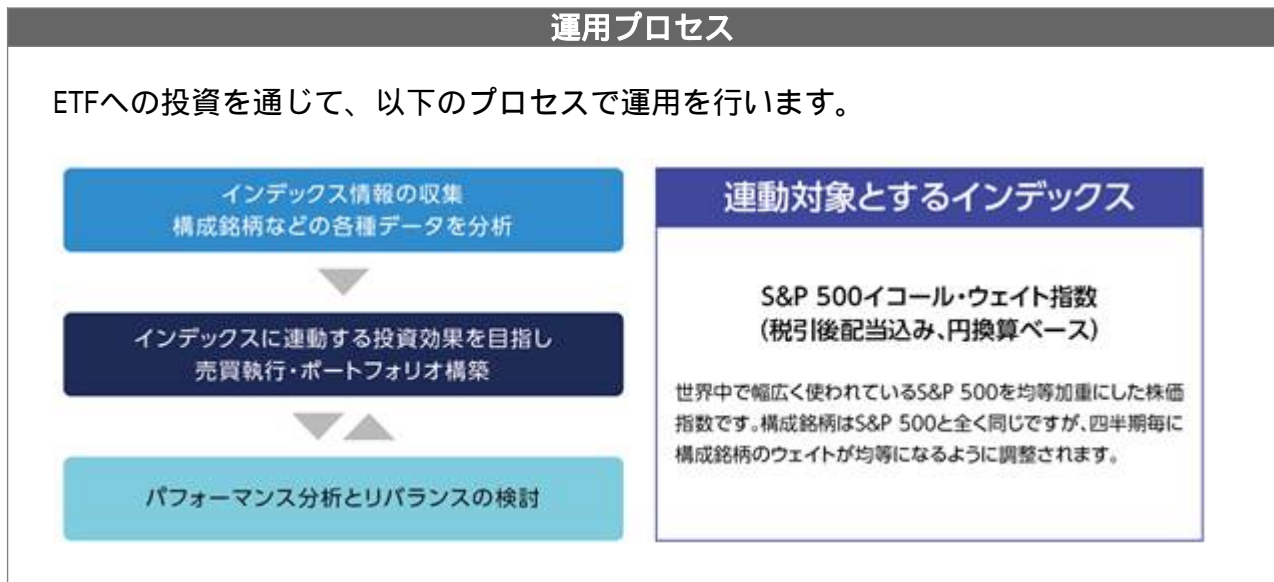 運用プロセス
ETFへの投資を通じて、以下のプロセスで運用を行います。
インデックス情報の収集
構成銘柄などの各種データを分析
インデックスに連動する投資効果を目指し
売買執行・ポートフォリオ構築
パフォーマンス分析とリバランスの検討
連動対象とするインデックス
S&P 500イコール・ウェイト指数
（税引後配当込み、円換算ベース）
世界中で幅広く使われているS&P 500を均等加重にした株価
指数です。構成銘柄はS&P 500と全く同じですが、四半期毎に
構成銘柄のウェイトが均等になるように調整されます。